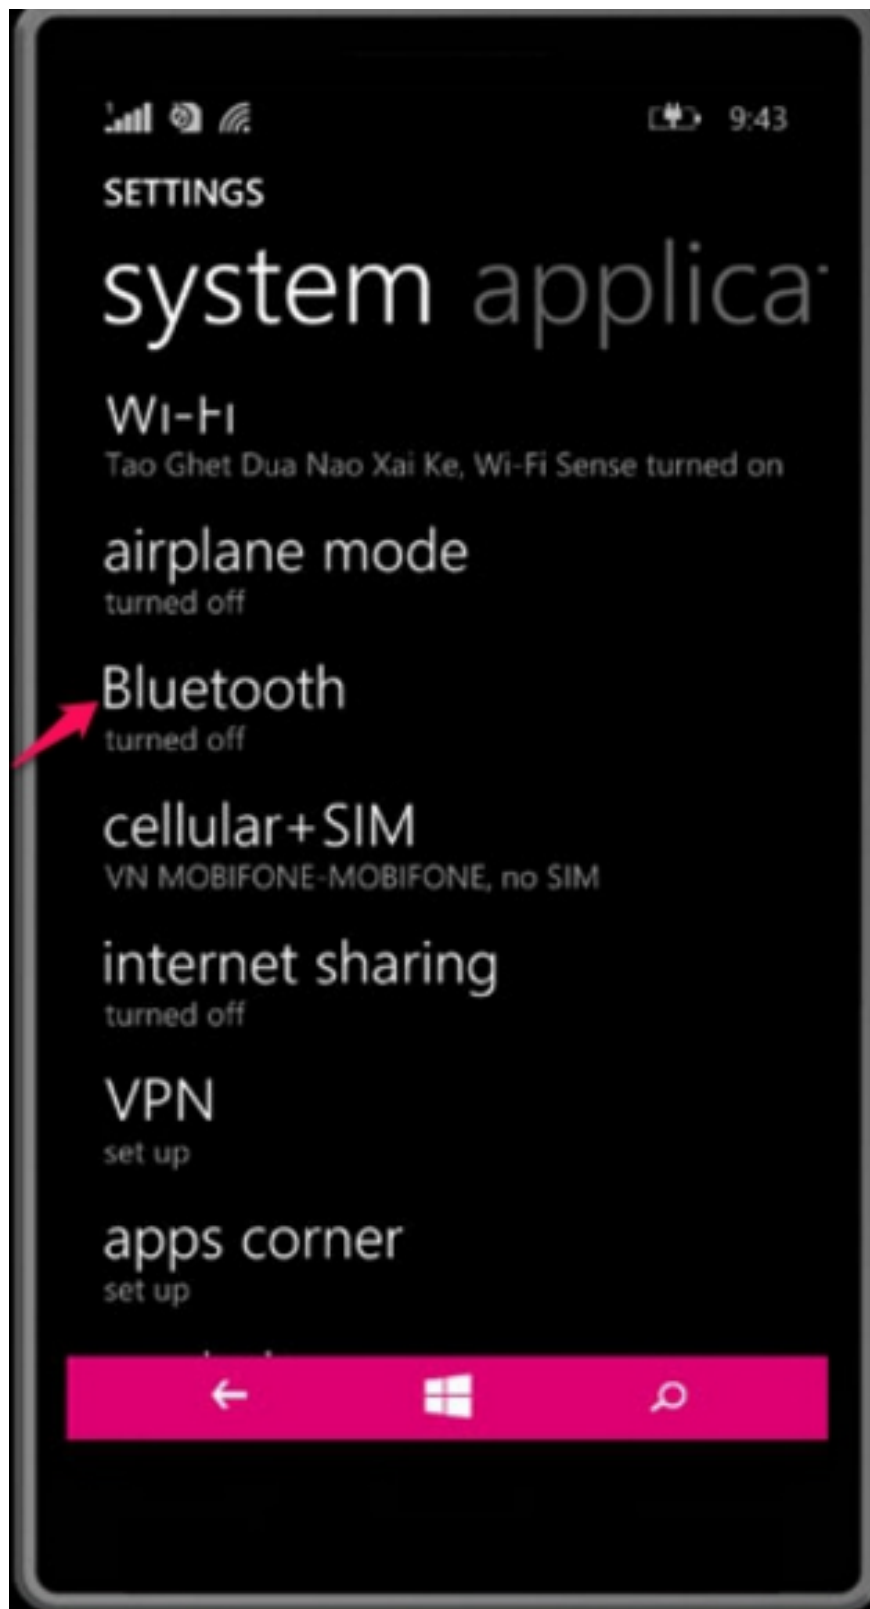 1
9:43
SETTINGS
system applica
Wi-Fi
Tao Ghet Dua Nao Xai Ke, Wi-Fi Sense turned on
airplane mode
turned off
Bluetooth
turned off
cellular+SIM
VN MOBIFONE-MOBIFONE, no SIM
internet sharing
turned off
VPN
set up
apps corner
set up